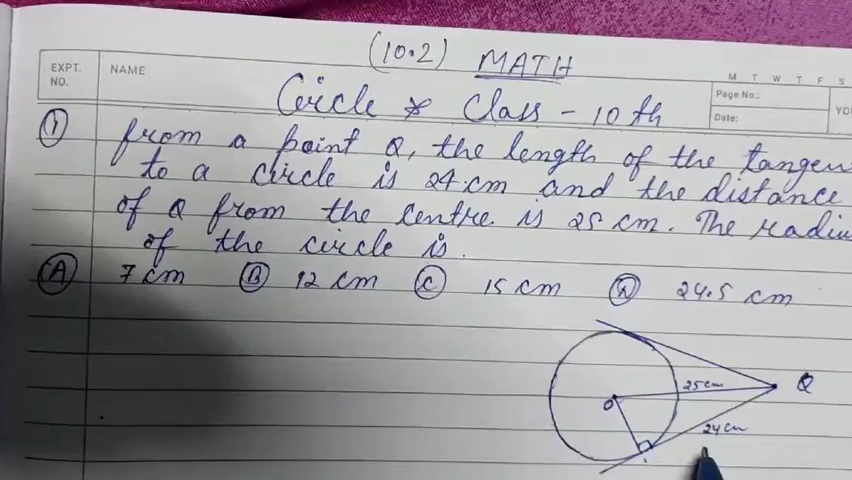 (10.2) MATH
EXPT. NO. NAME
M T W T F S
Page No.:
Date:
Circle * Class - 10 th
① from a point Q, the length of the tangen
to a circle is 24 cm and the distance
of Q from the centre is 25 cm. The radiu
of the circle is.
Ⓐ 7 cm Ⓑ 12 cm Ⓒ 15 cm Ⓓ 24.5 cm
25 cm Q
O
24 cm